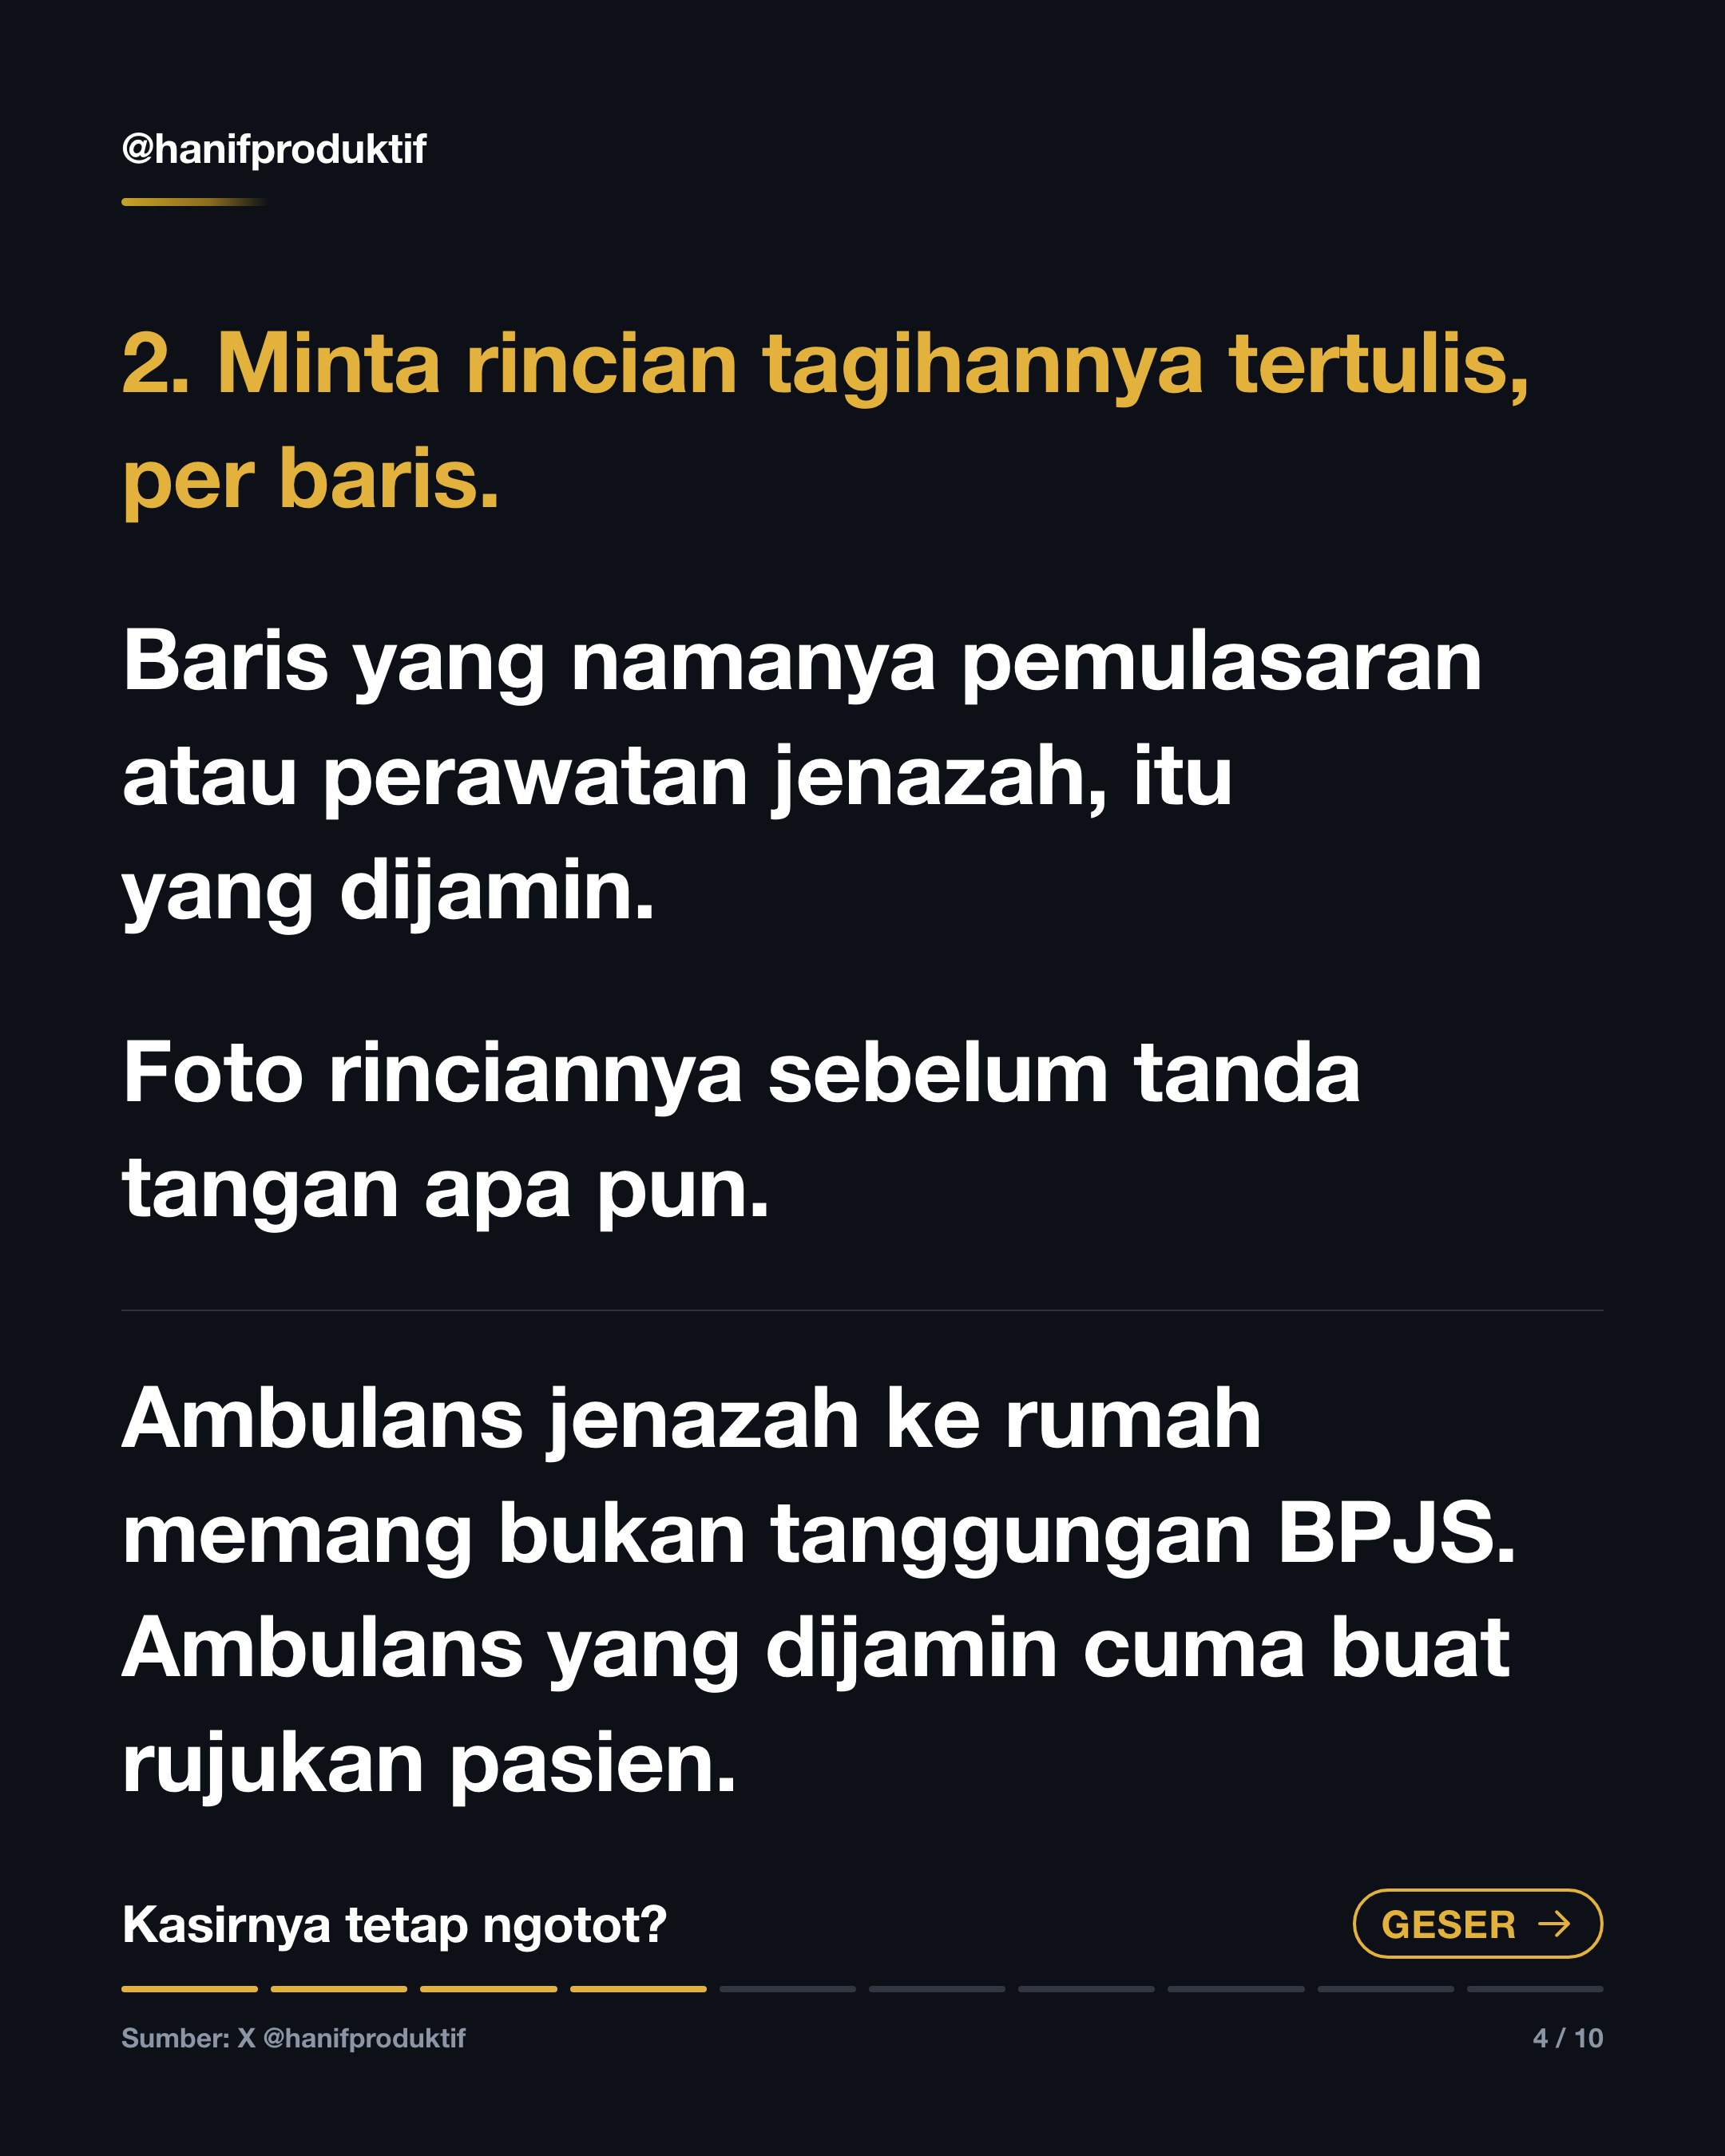 @hanifproduktif
2. Minta rincian tagihannya tertulis,
per baris.
Baris yang namanya pemulasaran
atau perawatan jenazah, itu
yang dijamin.
Foto rinciannya sebelum tanda
tangan apa pun.
Ambulans jenazah ke rumah
memang bukan tanggungan BPJS.
Ambulans yang dijamin cuma buat
rujukan pasien.
Kasirnya tetap ngotot?
GESER →
Sumber: X @hanifproduktif
4 / 10